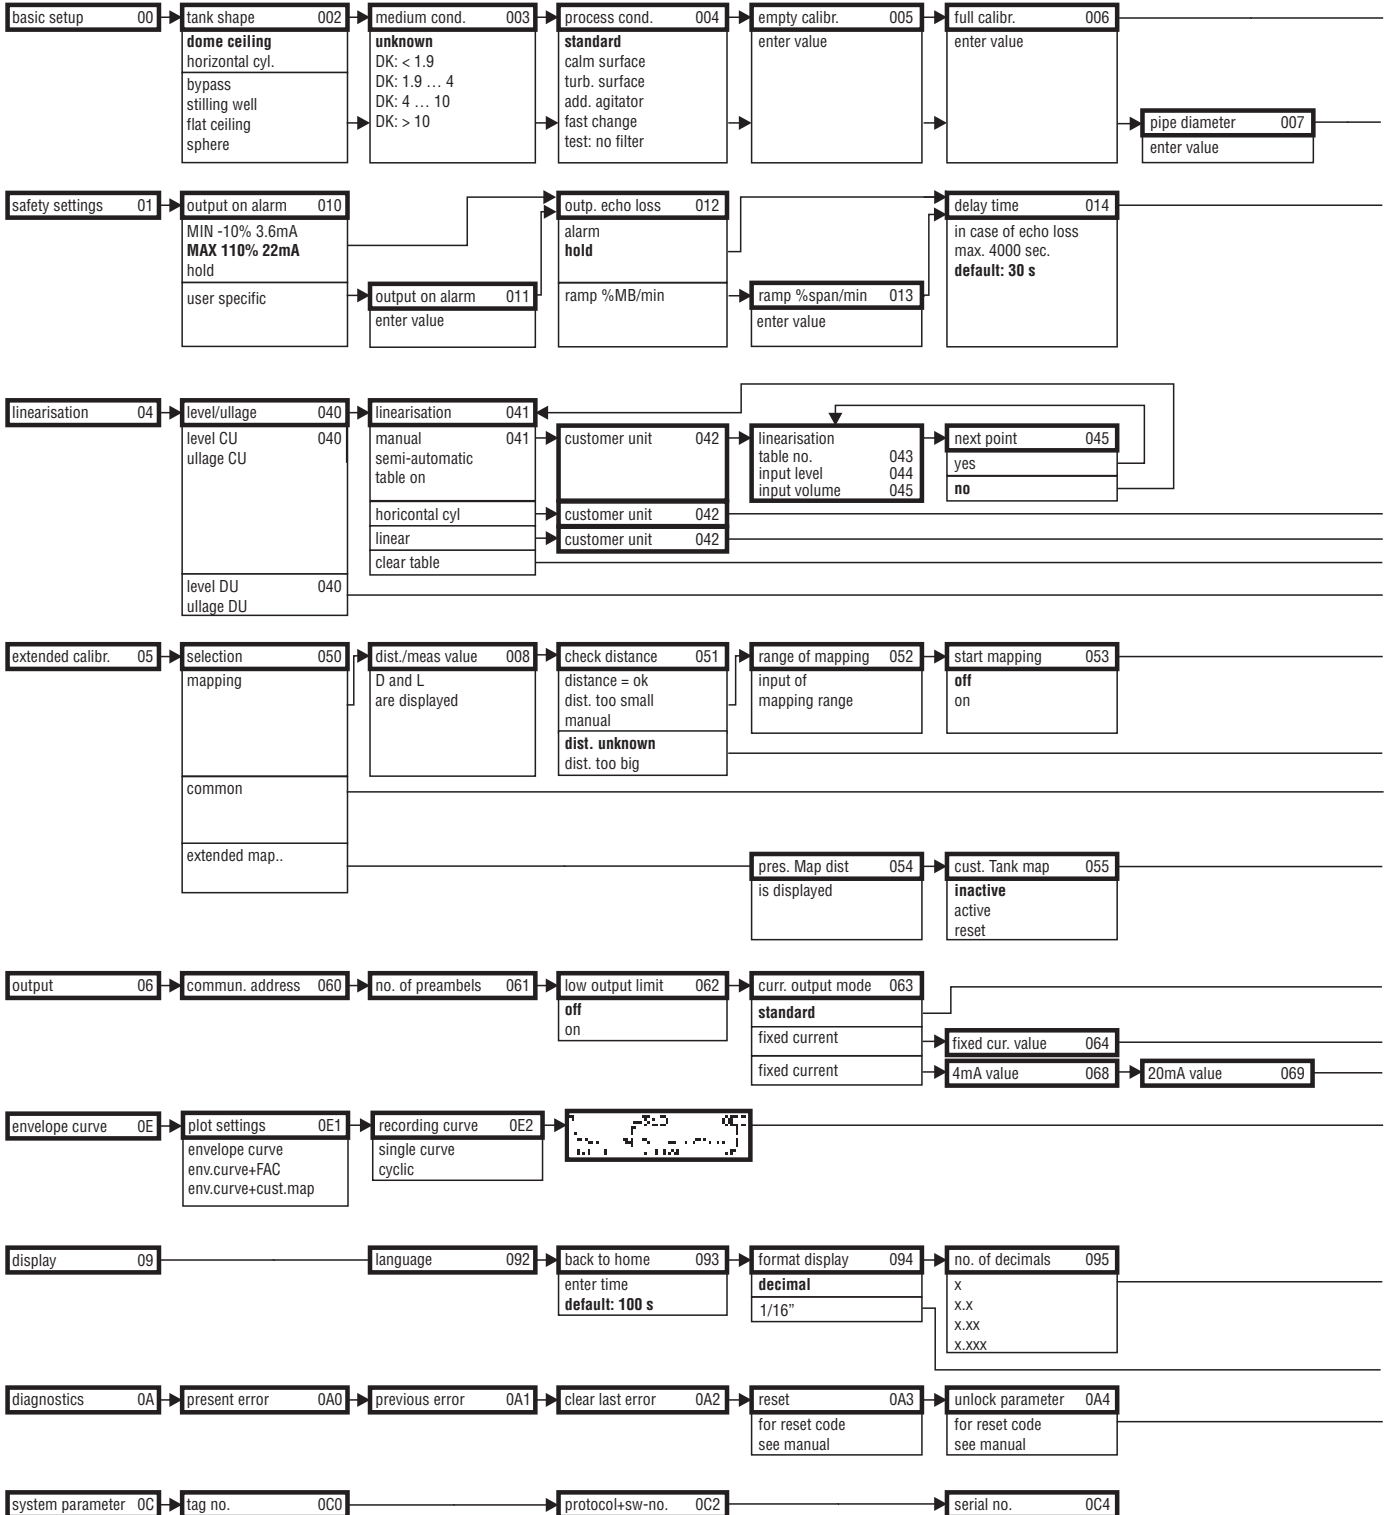 basic setup 00
tank shape 002
dome ceiling
horizontal cyl.
bypass
stilling well
flat ceiling
sphere
medium cond. 003
unknown
DK: < 1.9
DK: 1.9 … 4
DK: 4 … 10
DK: > 10
process cond. 004
standard
calm surface
turb. surface
add. agitator
fast change
test: no filter
empty calibr. 005
enter value
full calibr. 006
enter value
pipe diameter 007
enter value
safety settings 01
output on alarm 010
MIN -10% 3.6mA
MAX 110% 22mA
hold
user specific
output on alarm 011
enter value
outp. echo loss 012
alarm
hold
ramp %MB/min
ramp %span/min 013
enter value
delay time 014
in case of echo loss
max. 4000 sec.
default: 30 s
linearisation 04
level/ullage 040
level CU 040
ullage CU
level DU 040
ullage DU
linearisation 041
manual 041
semi-automatic
table on
horicontal cyl
linear
clear table
customer unit 042
customer unit 042
customer unit 042
linearisation
table no. 043
input level 044
input volume 045
next point 045
yes
no
extended calibr. 05
selection 050
mapping
common
extended map..
dist./meas value 008
D and L
are displayed
check distance 051
distance = ok
dist. too small
manual
dist. unknown
dist. too big
range of mapping 052
input of
mapping range
start mapping 053
off
on
pres. Map dist 054
is displayed
cust. Tank map 055
inactive
active
reset
output 06
commun. address 060
no. of preambels 061
low output limit 062
off
on
curr. output mode 063
standard
fixed current
fixed current
fixed cur. value 064
4mA value 068
20mA value 069
envelope curve 0E
plot settings 0E1
envelope curve
env.curve+FAC
env.curve+cust.map
recording curve 0E2
single curve
cyclic
display 09
language 092
back to home 093
enter time
default: 100 s
format display 094
decimal
1/16”
no. of decimals 095
x
x.x
x.xx
x.xxx
diagnostics 0A
present error 0A0
previous error 0A1
clear last error 0A2
reset 0A3
for reset code
see manual
unlock parameter 0A4
for reset code
see manual
system parameter 0C
tag no. 0C0
protocol+sw-no. 0C2
serial no. 0C4